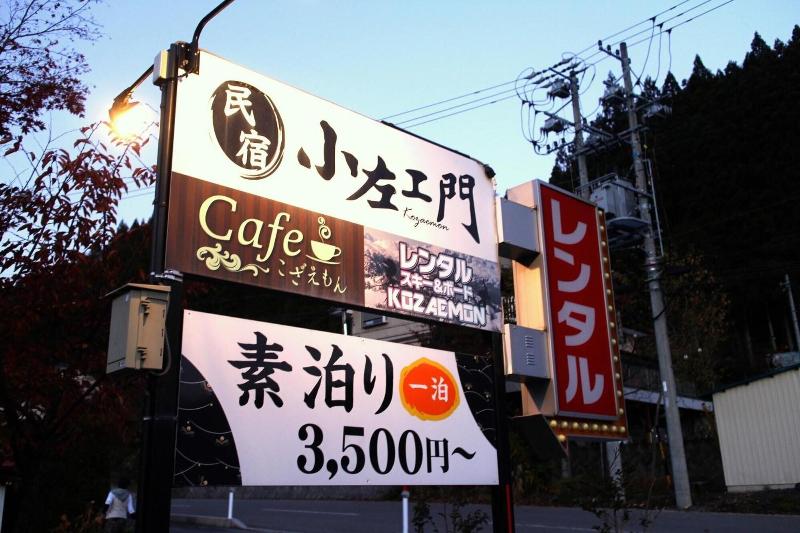 民宿
小左エ門
Kozaemon
Cafe
こざえもん
レンタル
スキー&ボード
KOZAEMON
素泊り
一泊
3,500円～
レンタル